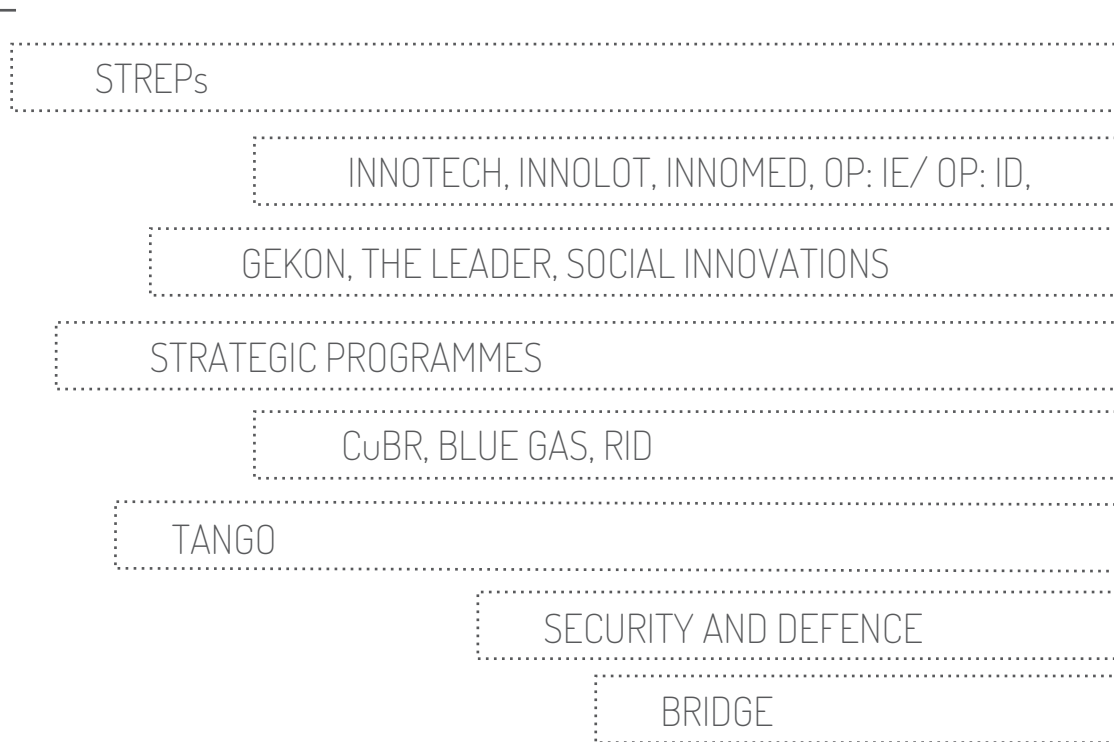 STREPs
INNOTECH, INNOLOT, INNOMED, OP: IE/ OP: ID,
GEKON, THE LEADER, SOCIAL INNOVATIONS
STRATEGIC PROGRAMMES
CuBR, BLUE GAS, RID
TANGO
SECURITY AND DEFENCE
BRIDGE